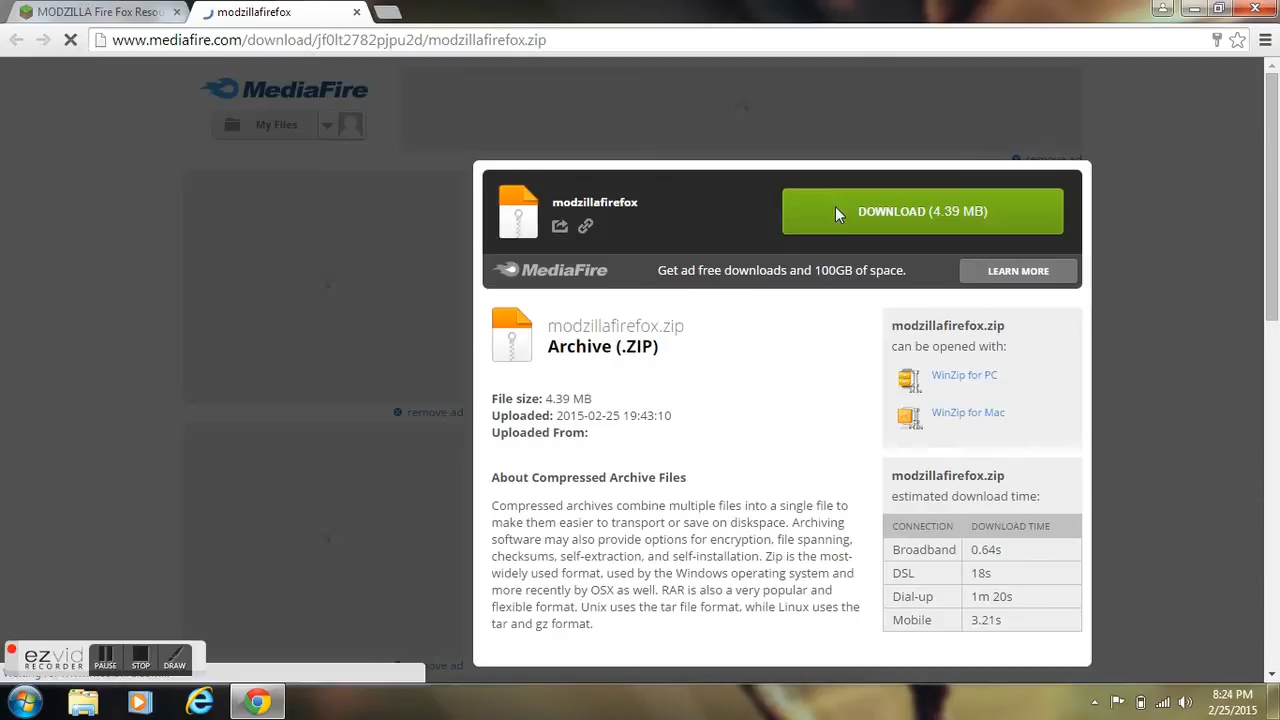 MODZILLA Fire Fox Resou
modzillafirefox
www.mediafire.com/download/jf0lt2782pjpu2d/modzillafirefox.zip
MediaFire
My Files
remove ad
modzillafirefox
DOWNLOAD (4.39 MB)
MediaFire
Get ad free downloads and 100GB of space.
LEARN MORE
modzillafirefox.zip
Archive (.ZIP)
File size: 4.39 MB
Uploaded: 2015-02-25 19:43:10
Uploaded From:
About Compressed Archive Files
Compressed archives combine multiple files into a single file to
make them easier to transport or save on diskspace. Archiving
software may also provide options for encryption, file spanning,
checksums, self-extraction, and self-installation. Zip is the most-
widely used format, used by the Windows operating system and
more recently by OSX as well. RAR is also a very popular and
flexible format. Unix uses the tar file format, while Linux uses the
tar and gz format.
modzillafirefox.zip
can be opened with:
WinZip for PC
WinZip for Mac
modzillafirefox.zip
estimated download time:
CONNECTION DOWNLOAD TIME
Broadband 0.64s
DSL 18s
Dial-up 1m 20s
Mobile 3.21s
remove ad
ove ad
ezvid
RECORDER
PAUSE
STOP
DRAW
8:24 PM
2/25/2015